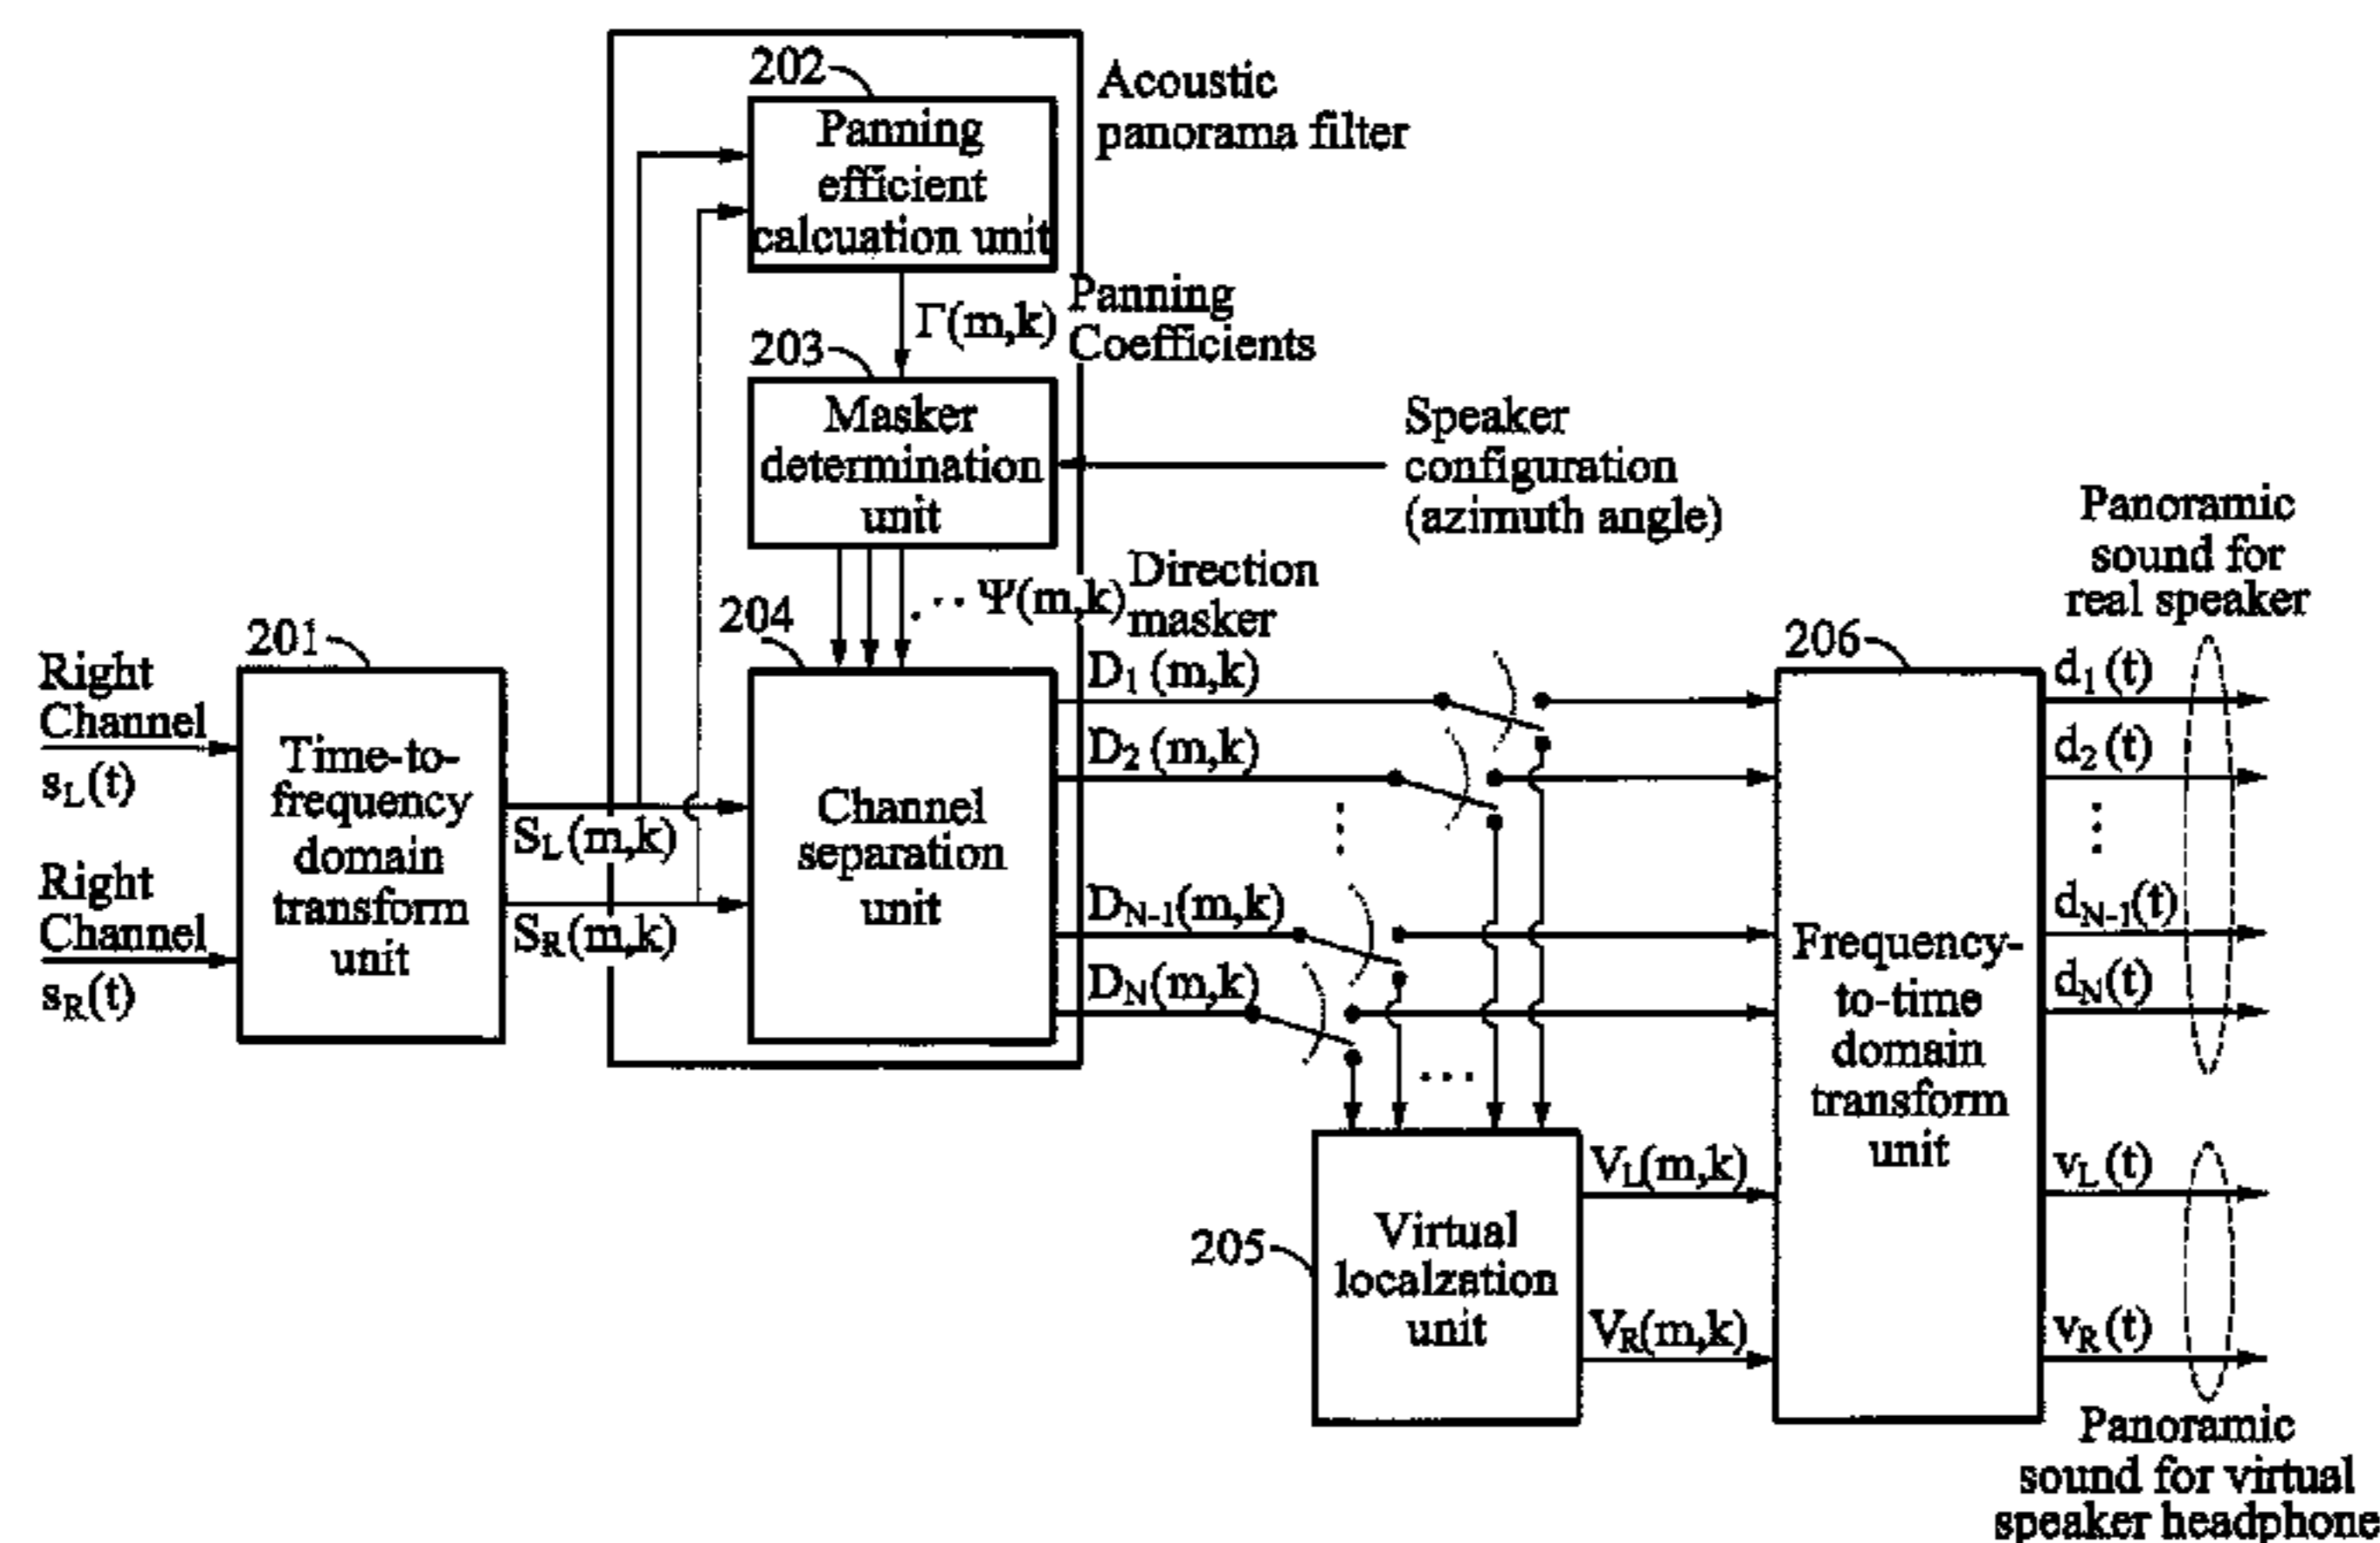 202
Panning
efficient
calcuation unit
Acoustic
panorama filter
Γ(m,k)
Panning
Coefficients
203
Masker
determination
unit
Speaker
configuration
(azimuth angle)
Ψ(m,k)
Direction
masker
201
Right
Channel
sL(t)
Right
Channel
sR(t)
Time-to-
frequency
domain
transform
unit
SL(m,k)
SR(m,k)
204
Channel
separation
unit
D1(m,k)
D2(m,k)
DN-1(m,k)
DN(m,k)
205
Virtual
localzation
unit
VL(m,k)
VR(m,k)
206
Frequency-
to-time
domain
transform
unit
Panoramic
sound for
real speaker
d1(t)
d2(t)
dN-1(t)
dN(t)
vL(t)
vR(t)
Panoramic
sound for virtual
speaker headphone